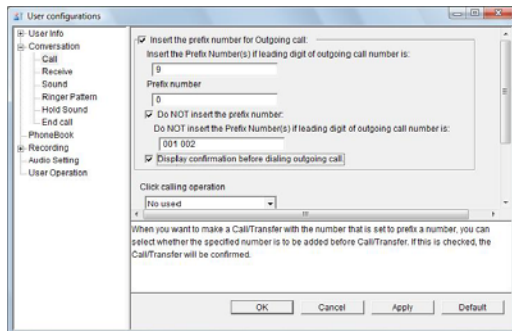 User configurations
User Info
Conversation
Call
Receive
Sound
Ringer Pattern
Hold Sound
End call
PhoneBook
Recording
Audio Setting
User Operation
Insert the prefix number for Outgoing call:
Insert the Prefix Number(s) if leading digit of outgoing call number is:
9
Prefix number
0
Do NOT insert the prefix number:
Do NOT insert the Prefix Number(s) if leading digit of outgoing call number is:
001 002
Display confirmation before dialing outgoing call.
Click calling operation
No used
When you want to make a Call/Transfer with the number that is set to prefix a number, you can
select whether the specified number is to be added before Call/Transfer. If this is checked, the
Call/Transfer will be confirmed.
OK
Cancel
Apply
Default